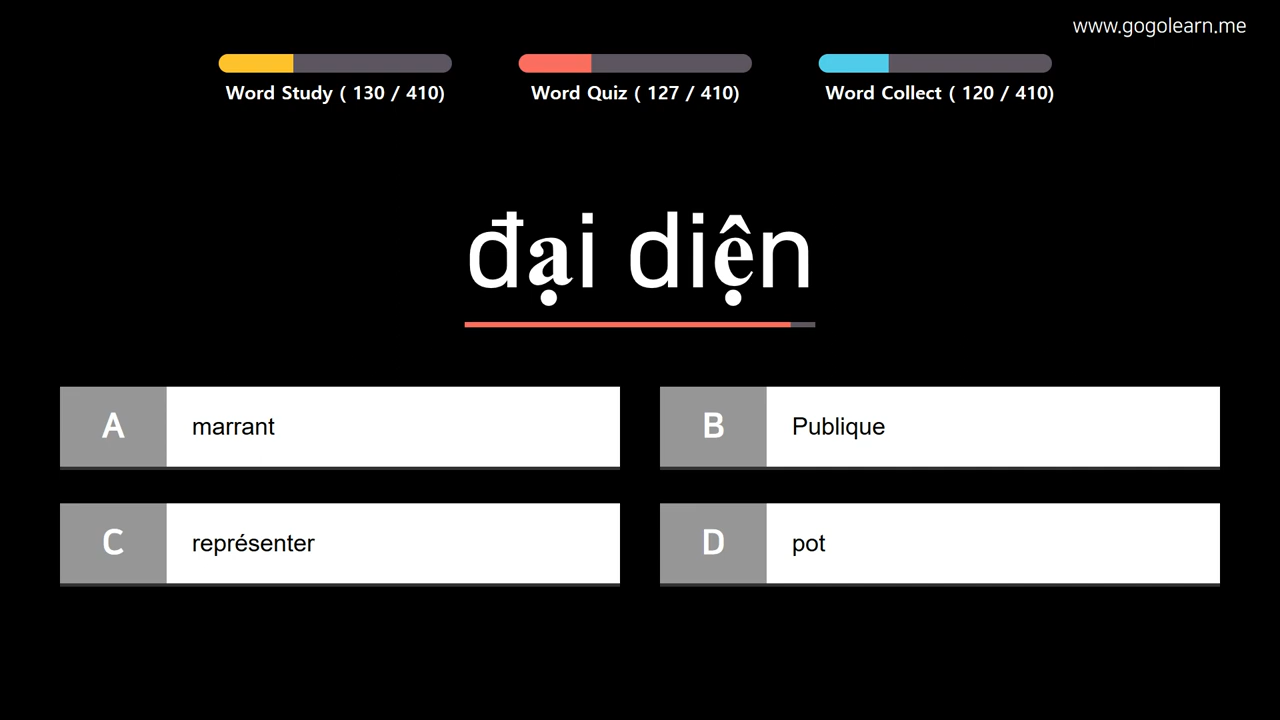 www.gogolearn.me
Word Study ( 130 / 410)
Word Quiz ( 127 / 410)
Word Collect ( 120 / 410)
đại diện
A marrant
B Publique
C représenter
D pot